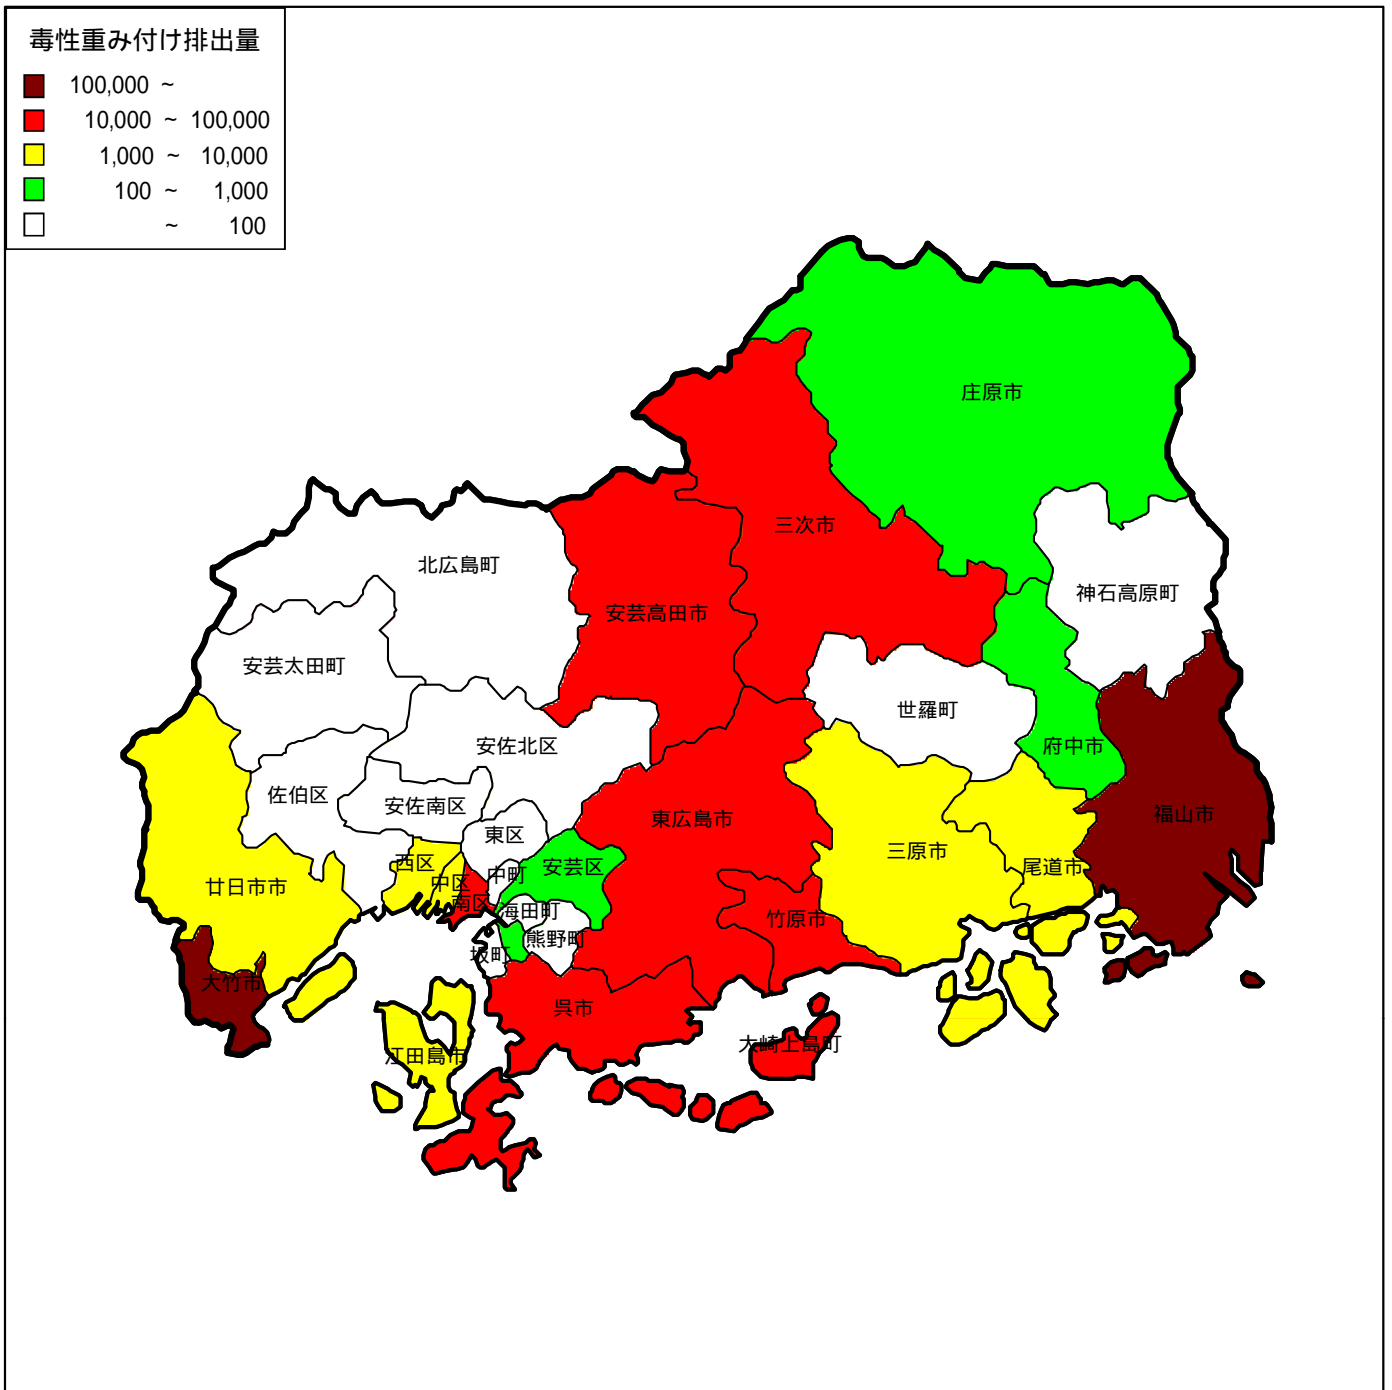 毒性重み付け排出量
100,000 ~
10,000 ~ 100,000
1,000 ~ 10,000
100 ~ 1,000
~ 100
庄原市
三次市
北広島町
神石高原町
安芸高田市
安芸太田町
世羅町
安佐北区
府中市
佐伯区
安佐南区
福山市
東広島市
東区
三原市
西区
安芸区
尾道市
中区
中町
廿日市市
南区
海田町
竹原市
熊野町
坂町
大竹市
呉市
大崎上島町
江田島市